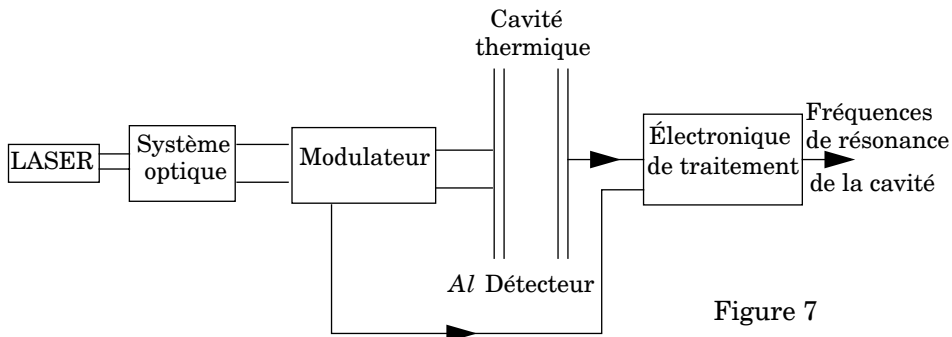 Cavité
thermique
LASER
Système
optique
Modulateur
Électronique
de traitement
Fréquences
de résonance
de la cavité
Al Détecteur
Figure 7